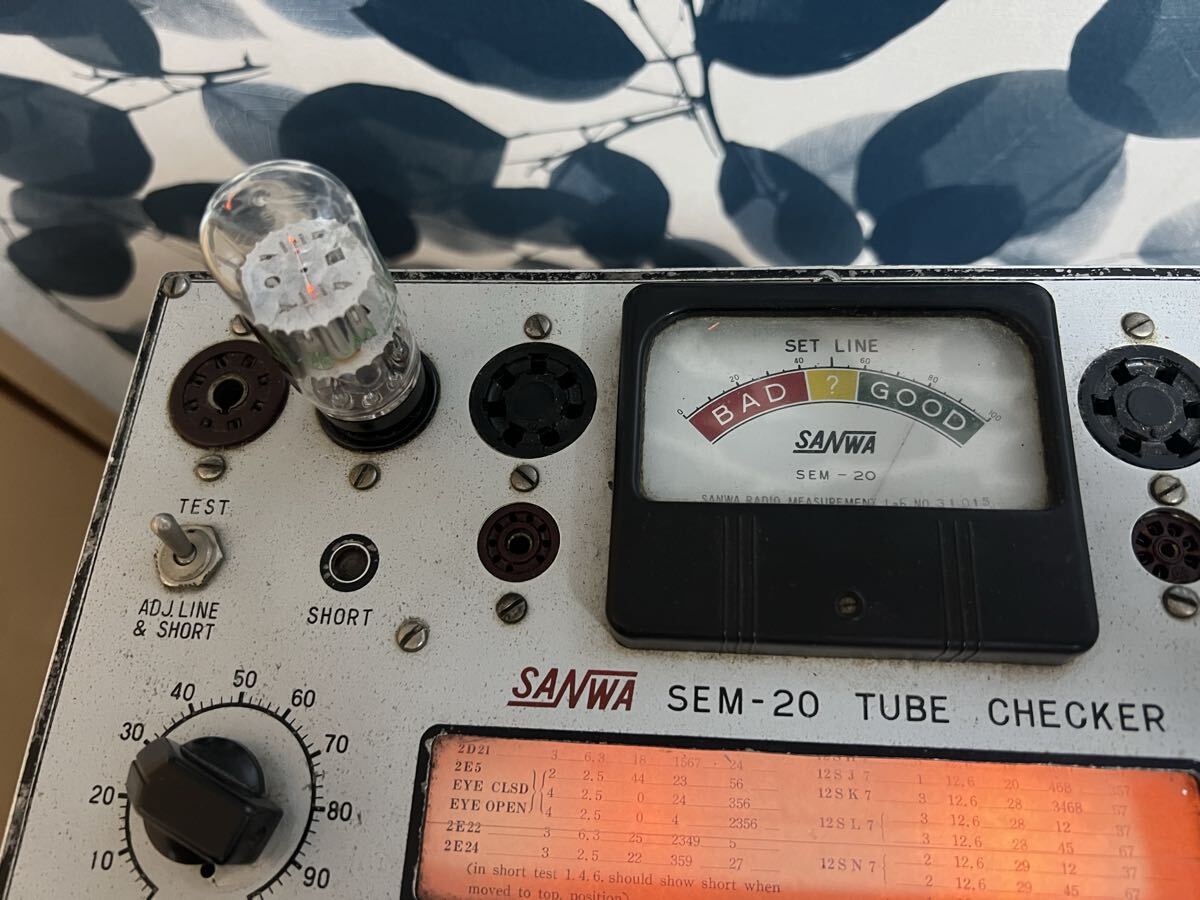 SET LINE
0 20 40 60 80 100
BAD ? GOOD
SANWA
SEM-20
SANWA RADIO MEASUREMENT Lab. NO. 31015
TEST
ADJ. LINE
& SHORT
SHORT
SANWA SEM-20 TUBE CHECKER
10 20 30 40 50 60 70 80 90
2D21 3 6.3 18 1567 24
2E5 2 2.5 44 23 56
EYE CLSD 4 2.5 0 24 356
EYE OPEN 4 2.5 0 4 2356
2E22 3 6.3 25 2349 5
2E24 3 2.5 22 359 27
(in short test 1.4.6. should show short when
moved to top. position)
12SJ7 1 12.6 20 468 357
12SK7 3 12.6 28 3468 57
12SL7 3 12.6 28 12 37
3 12.6 28 45 67
12SN7 2 12.6 29 12 37
2 12.6 29 45 67